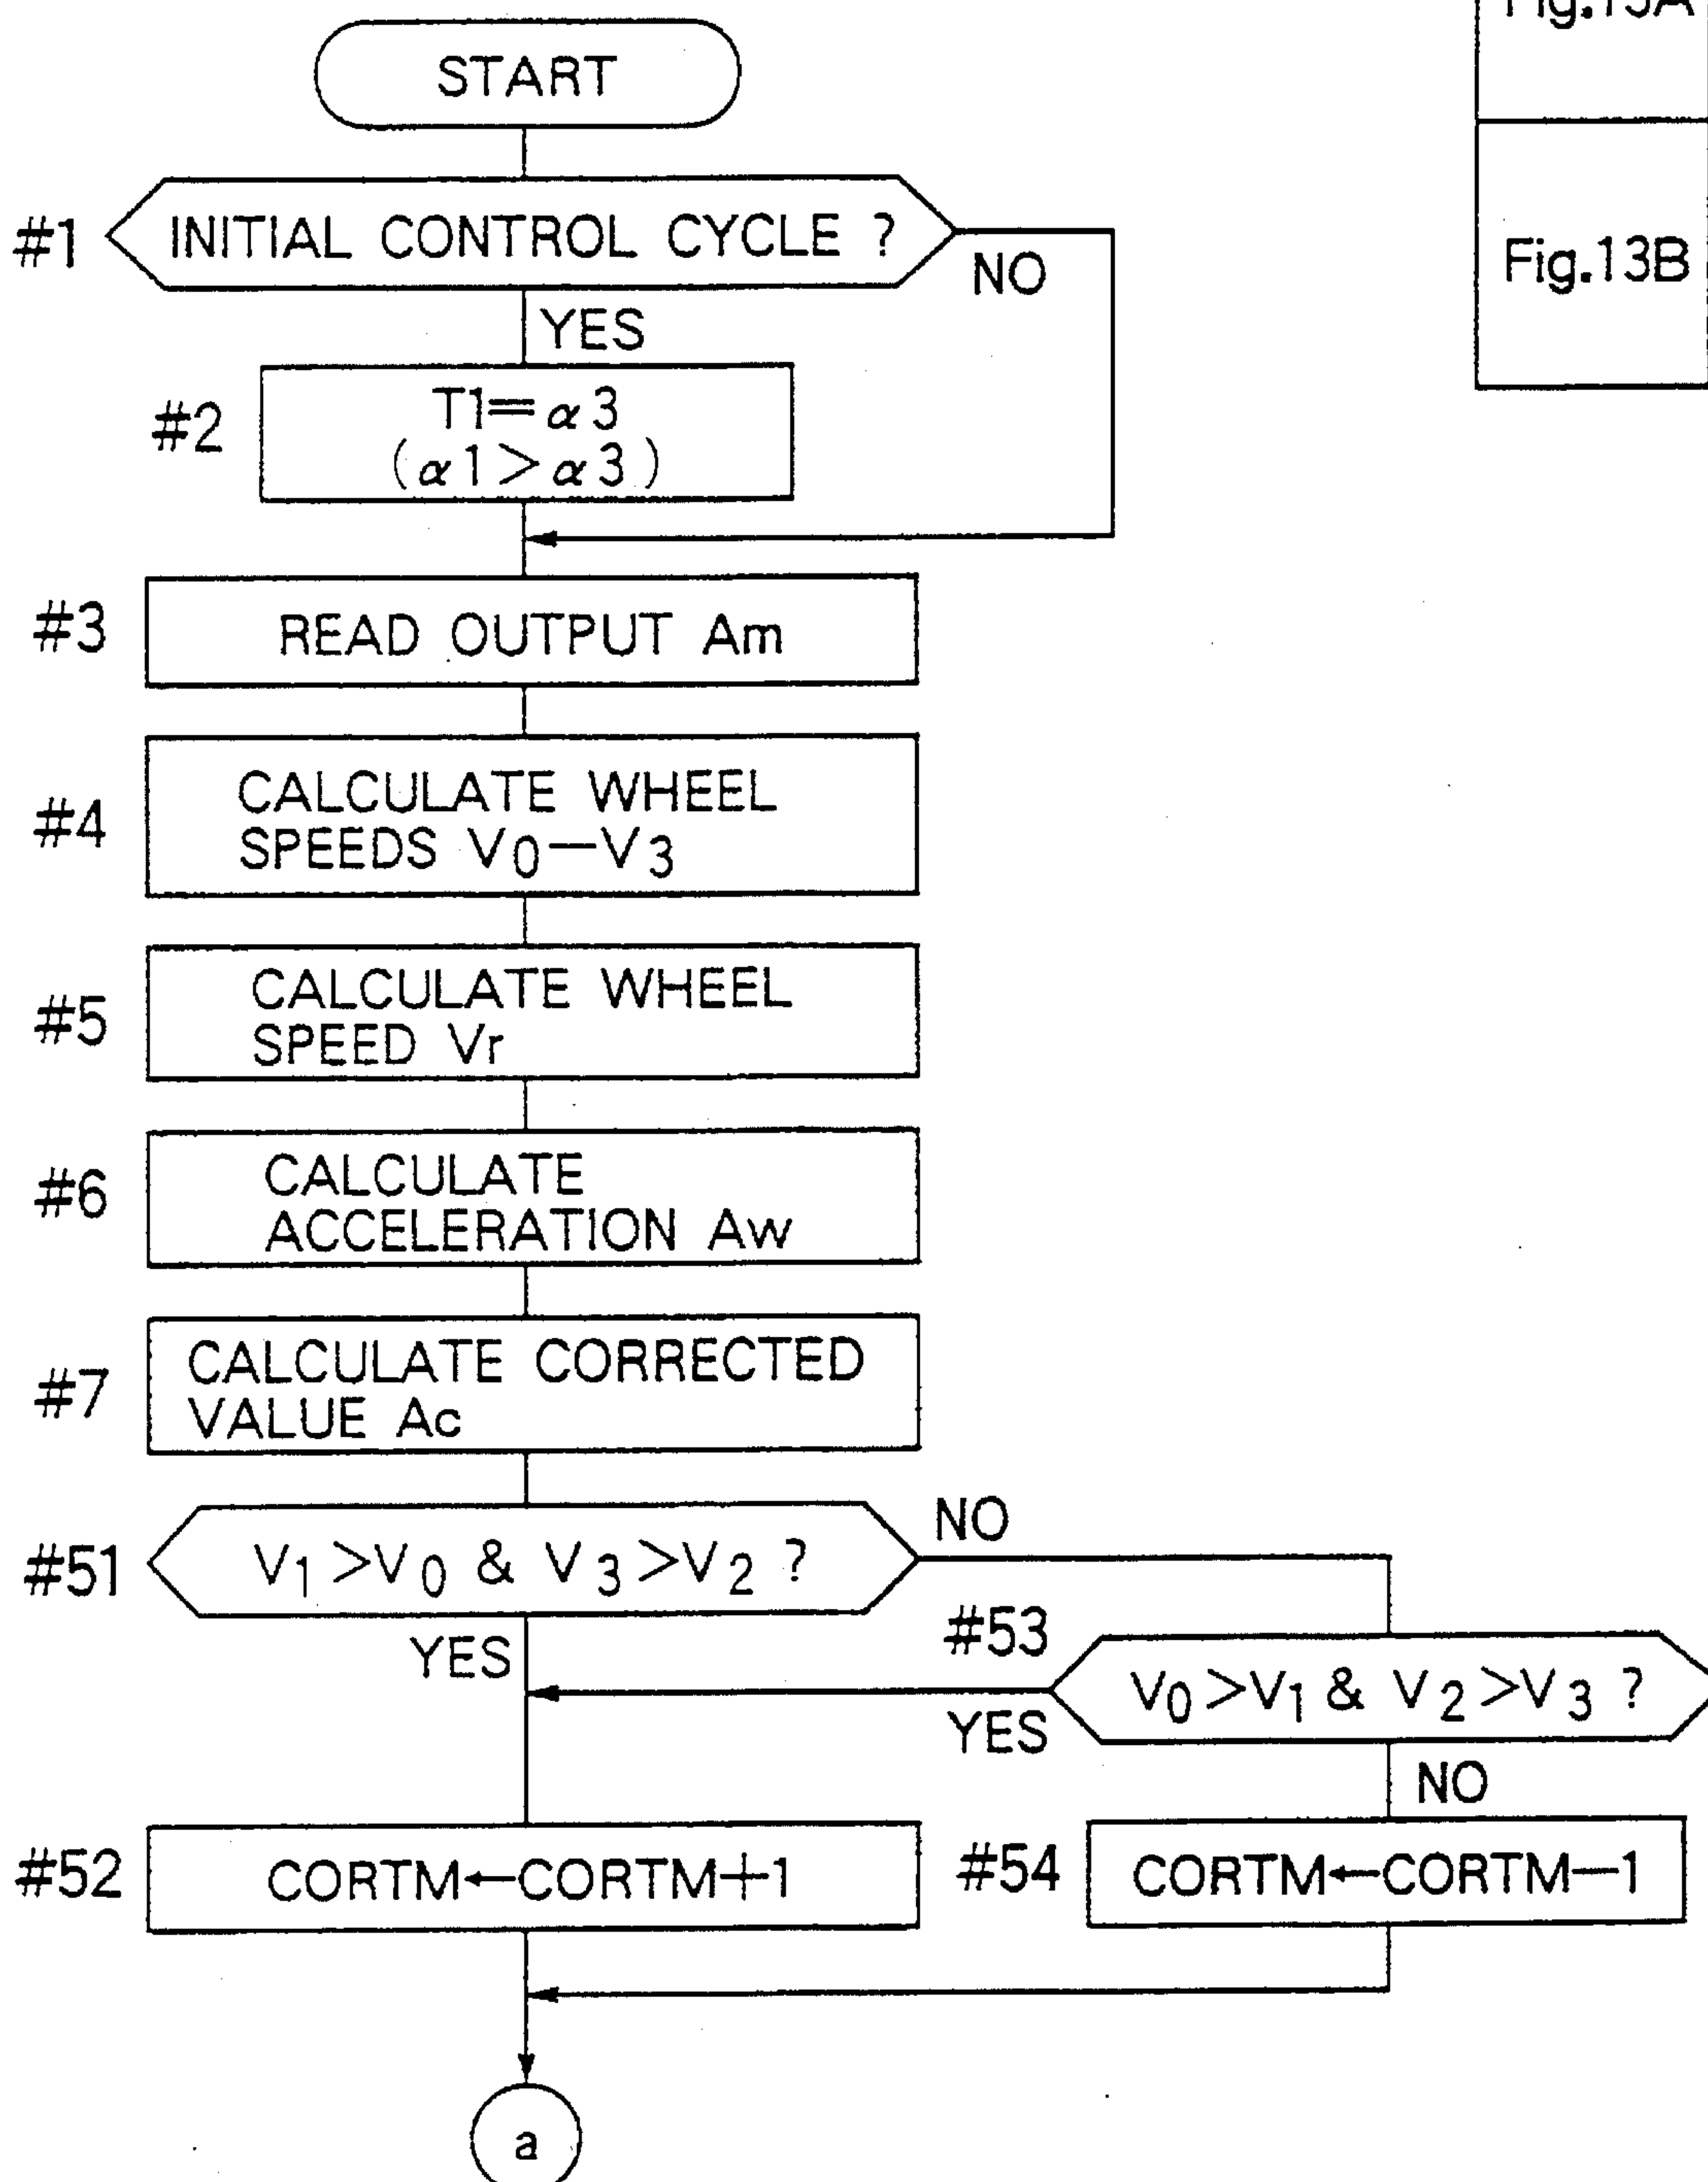 Fig.13A
Fig.13B
START
#1
INITIAL CONTROL CYCLE ?
NO
YES
#2
T1=α3
(α1>α3)
#3
READ OUTPUT Am
#4
CALCULATE WHEEL
SPEEDS V0−V3
#5
CALCULATE WHEEL
SPEED Vr
#6
CALCULATE
ACCELERATION Aw
#7
CALCULATE CORRECTED
VALUE Ac
#51
V1>V0 & V3>V2 ?
NO
YES
#53
V0>V1 & V2>V3 ?
YES
NO
#52
CORTM←CORTM+1
#54
CORTM←CORTM−1
a